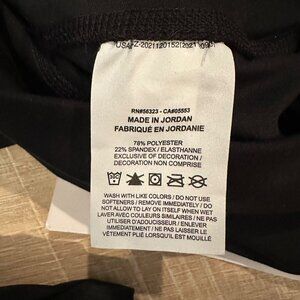 RN#56323 - CA#05553
MADE IN JORDAN
FABRIQUÉ EN JORDANIE
78% POLYESTER
22% SPANDEX / ELASTHANNE
EXCLUSIVE OF DECORATION /
DECORATION NON COMPRISE
WASH WITH LIKE COLORS / DO NOT USE
SOFTENERS / REMOVE IMMEDIATELY / DO
NOT ALLOW TO LAY ON ITSELF WHEN WET
LAVER AVEC COULEURS SIMILAIRES / NE PAS
UTILISER D'ADOUCISSEUR / ENLEVER
IMMÉDIATEMENT / NE PAS LAISSER LE
VÊTEMENT PLIÉ LORSQU'IL EST MOUILLÉ